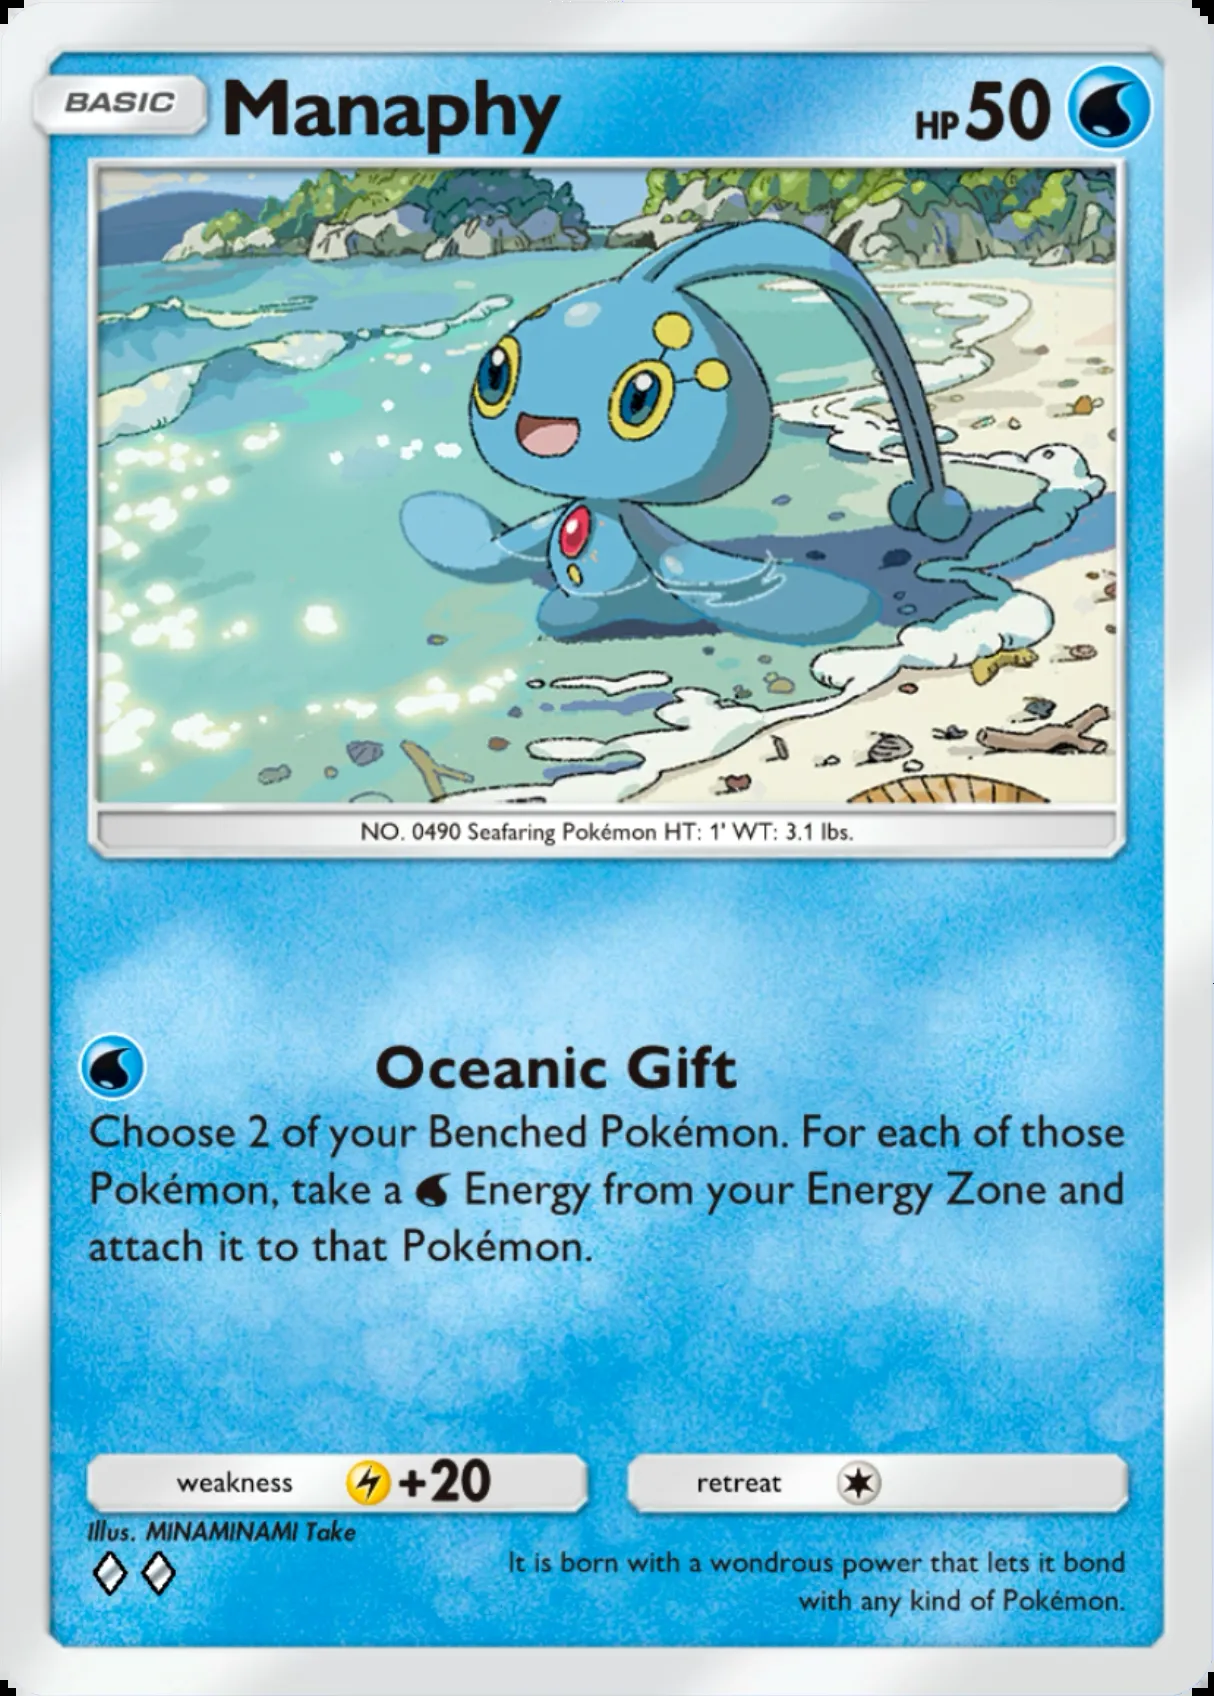 BASIC Manaphy HP 50
NO. 0490 Seafaring Pokémon HT: 1' WT: 3.1 lbs.
Oceanic Gift
Choose 2 of your Benched Pokémon. For each of those
Pokémon, take a Energy from your Energy Zone and
attach it to that Pokémon.
weakness +20 retreat
Illus. MINAMINAMI Take
It is born with a wondrous power that lets it bond
with any kind of Pokémon.